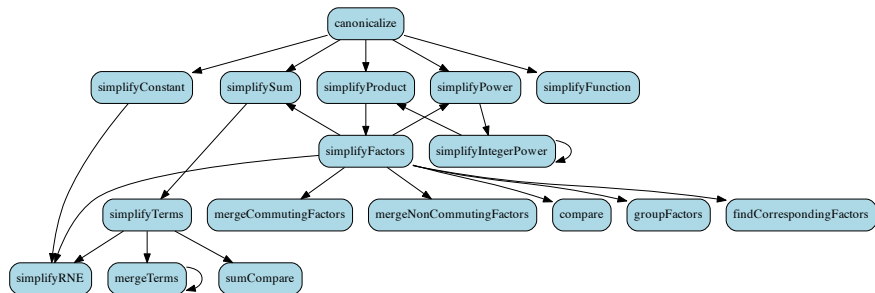 canonicalize
simplifyConstant
simplifySum
simplifyProduct
simplifyPower
simplifyFunction
simplifyFactors
simplifyIntegerPower
simplifyTerms
mergeCommutingFactors
mergeNonCommutingFactors
compare
groupFactors
findCorrespondingFactors
simplifyRNE
mergeTerms
sumCompare